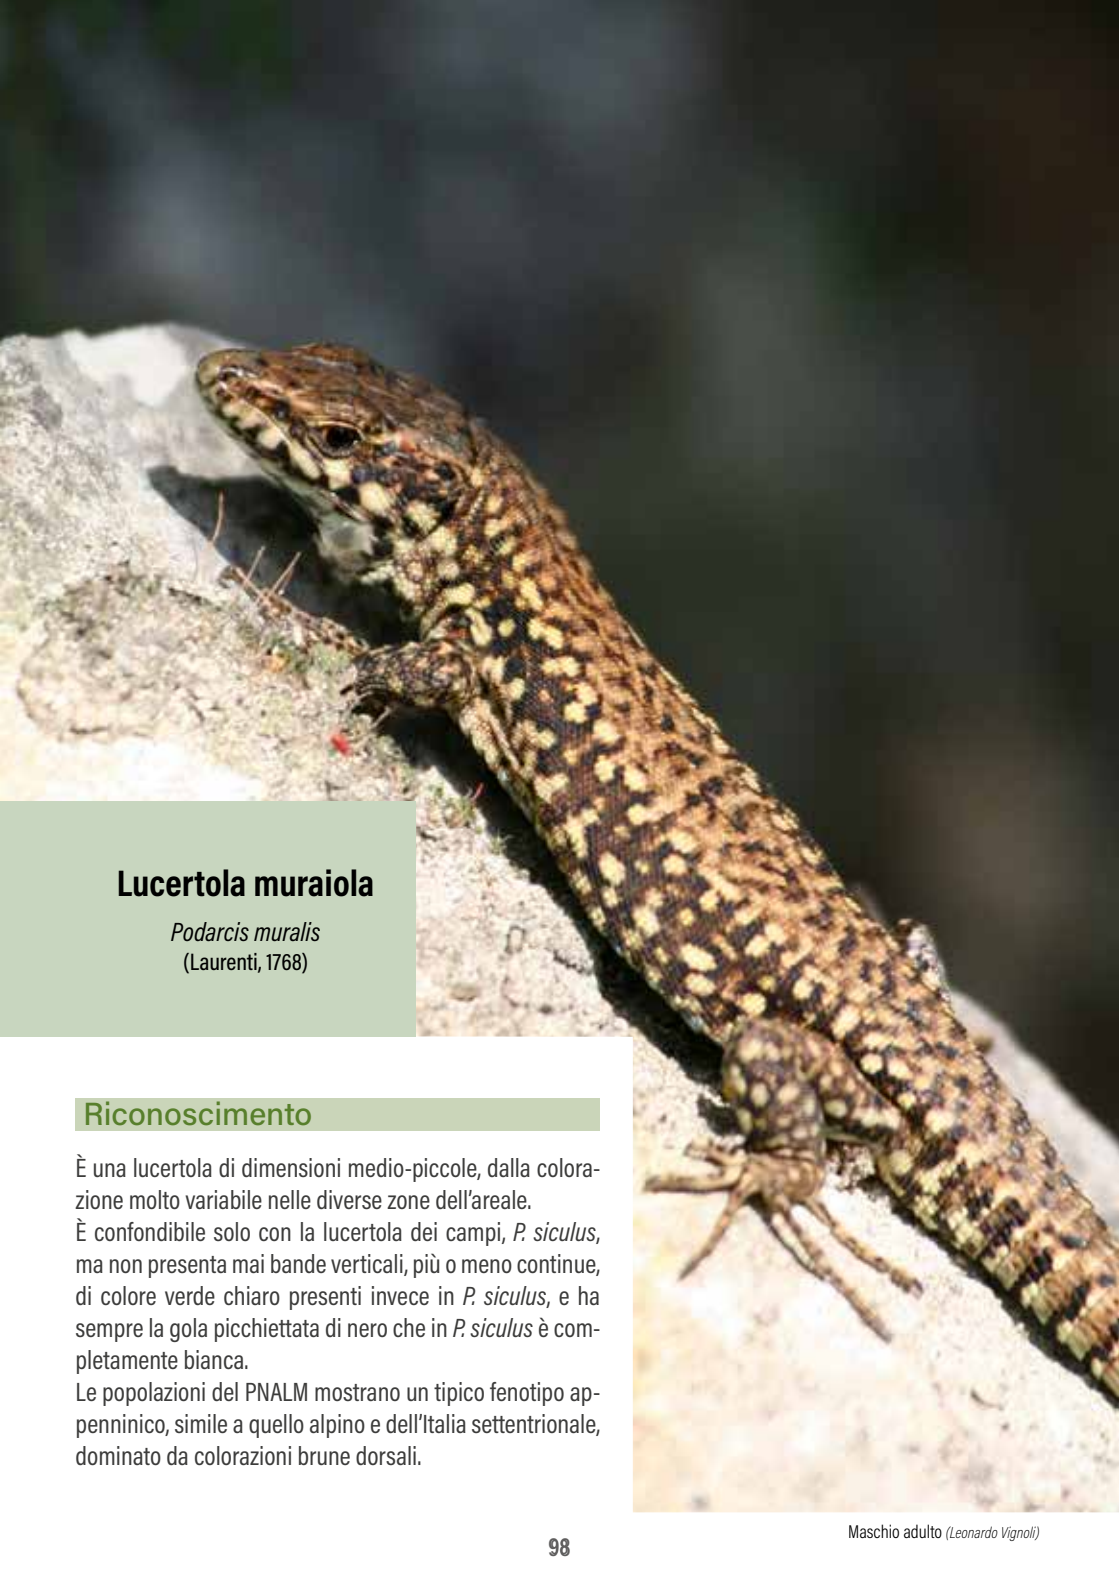 Lucertola muraiola
Podarcis muralis
(Laurenti, 1768)
Riconoscimento
È una lucertola di dimensioni medio-piccole, dalla colora-
zione molto variabile nelle diverse zone dell’areale.
È confondibile solo con la lucertola dei campi, P. siculus,
ma non presenta mai bande verticali, più o meno continue,
di colore verde chiaro presenti invece in P. siculus, e ha
sempre la gola picchiettata di nero che in P. siculus è com-
pletamente bianca.
Le popolazioni del PNALM mostrano un tipico fenotipo ap-
penninico, simile a quello alpino e dell’Italia settentrionale,
dominato da colorazioni brune dorsali.
Maschio adulto (Leonardo Vignoli)
98